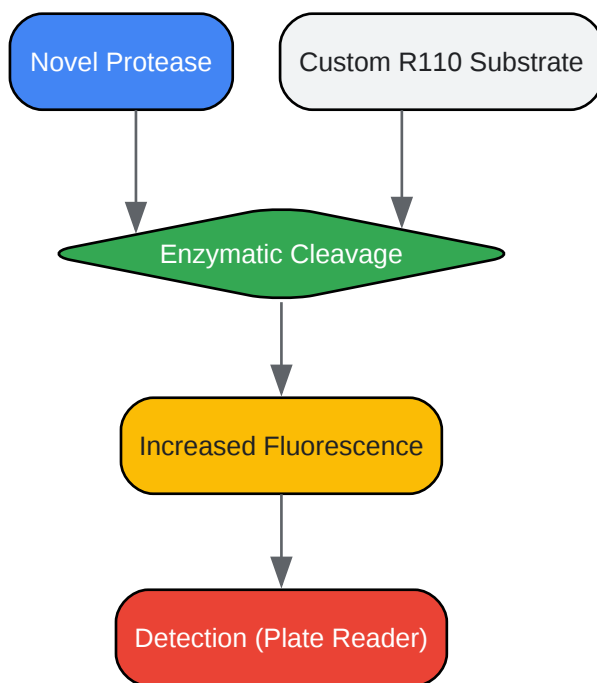 Novel Protease
Custom R110 Substrate
Enzymatic Cleavage
Increased Fluorescence
Detection (Plate Reader)